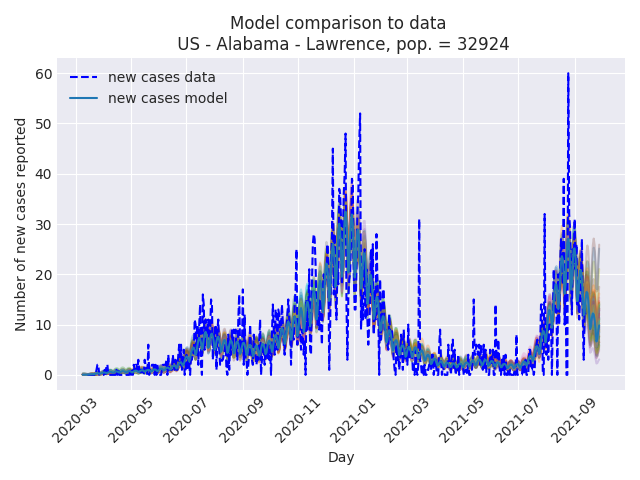 Model comparison to data
US - Alabama - Lawrence, pop. = 32924
new cases data
new cases model
Number of new cases reported
60
50
40
30
20
10
0
2020-03
2020-05
2020-07
2020-09
2020-11
2021-01
2021-03
2021-05
2021-07
2021-09
Day